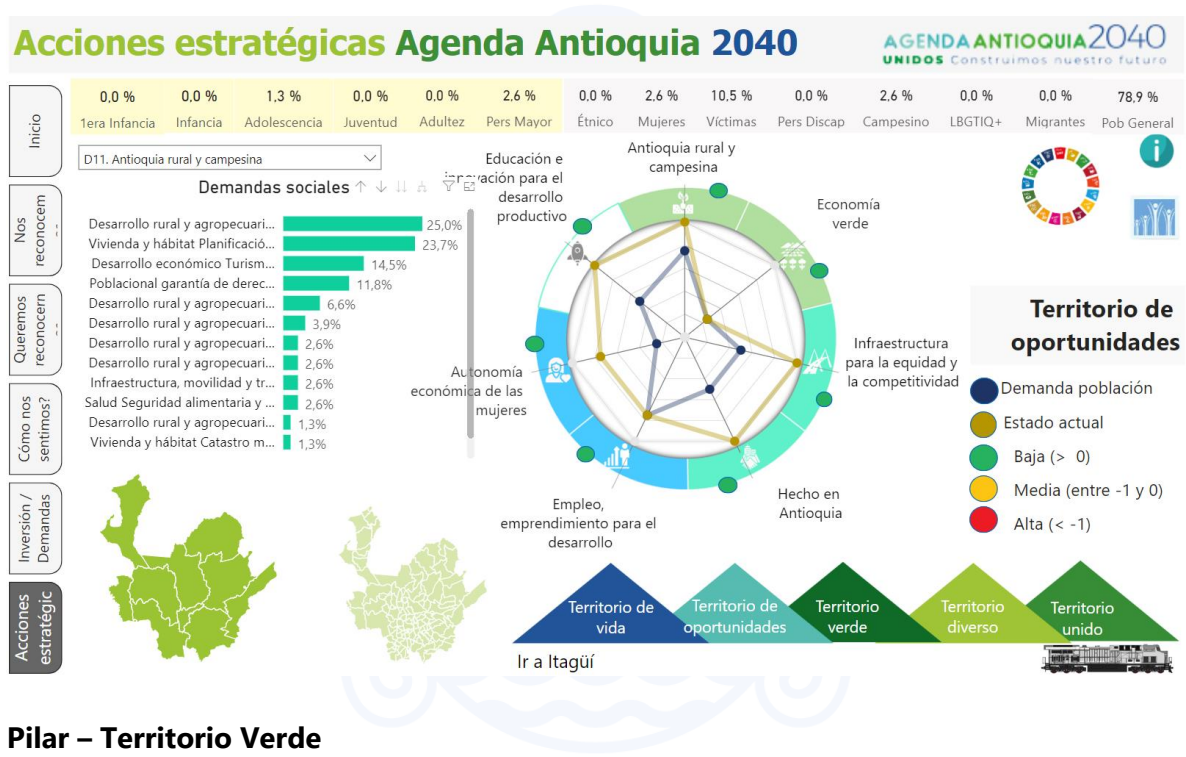 Acciones estratégicas Agenda Antioquia 2040
AGENDA ANTIOQUIA 2040
UNIDOS Construimos nuestro futuro
Inicio
Nos
reconocem
Queremos
reconocern
Cómo nos
sentimos?
Inversión /
Demandas
Acciones
estratégic
0,0 % 0,0 % 1,3 % 0,0 % 0,0 % 2,6 % 0,0 % 2,6 % 10,5 % 0,0 % 2,6 % 0,0 % 0,0 % 78,9 %
1era Infancia Infancia Adolescencia Juventud Adultez Pers Mayor Étnico Mujeres Víctimas Pers Discap Campesino LBGTIQ+ Migrantes Pob General
D11. Antioquia rural y campesina
Demandas sociales
Desarrollo rural y agropecuari... 25,0%
Vivienda y hábitat Planificació... 23,7%
Desarrollo económico Turism... 14,5%
Poblacional garantía de derec... 11,8%
Desarrollo rural y agropecuari... 6,6%
Desarrollo rural y agropecuari... 3,9%
Desarrollo rural y agropecuari... 2,6%
Desarrollo rural y agropecuari... 2,6%
Infraestructura, movilidad y tr... 2,6%
Salud Seguridad alimentaria y ... 2,6%
Desarrollo rural y agropecuari... 1,3%
Vivienda y hábitat Catastro m... 1,3%
Educación e
innovación para el
desarrollo
productivo
Antioquia rural y
campesina
Economía
verde
Infraestructura
para la equidad y
la competitividad
Hecho en
Antioquia
Empleo,
emprendimiento para el
desarrollo
Autonomía
económica de las
mujeres
i
Territorio de
oportunidades
Demanda población
Estado actual
Baja (> 0)
Media (entre -1 y 0)
Alta (< -1)
Territorio de
vida
Territorio de
oportunidades
Territorio
verde
Territorio
diverso
Territorio
unido
Ir a Itagüí
Pilar – Territorio Verde